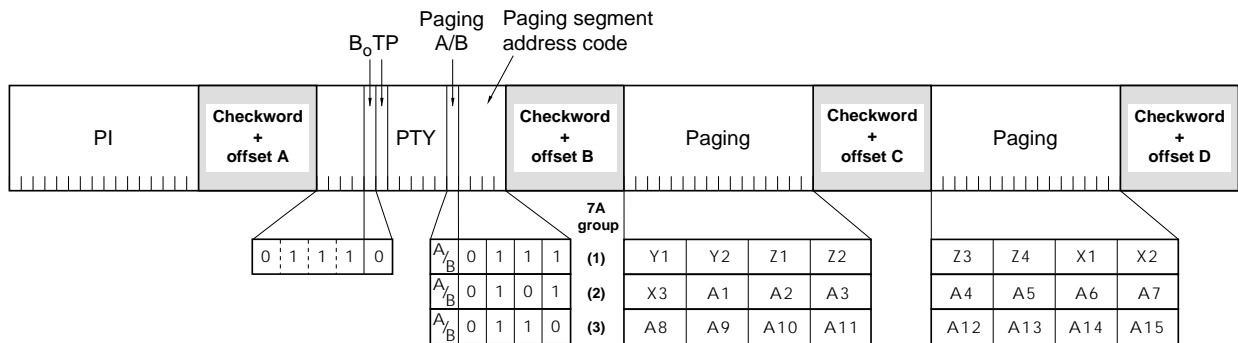 Paging Paging segment
BoTP A/B address code
PI Checkword + offset A PTY Checkword + offset B Paging Checkword + offset C Paging Checkword + offset D
7A group
0 1 1 1 0 A/B 0 1 1 1 (1) Y1 Y2 Z1 Z2 Z3 Z4 X1 X2
A/B 0 1 0 1 (2) X3 A1 A2 A3 A4 A5 A6 A7
A/B 0 1 1 0 (3) A8 A9 A10 A11 A12 A13 A14 A15